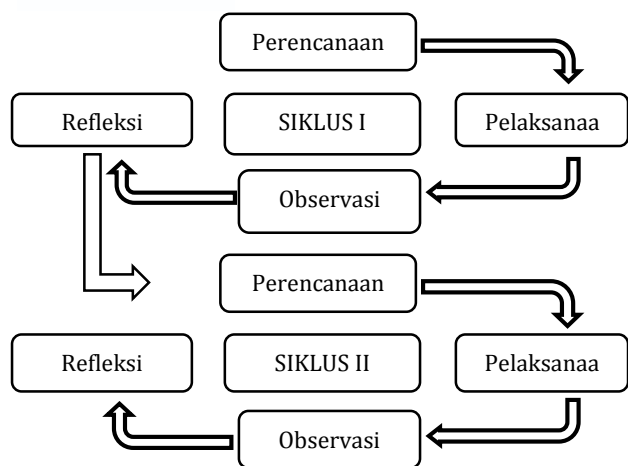 Perencanaan
Refleksi
SIKLUS I
Pelaksanaa
Observasi
Perencanaan
Refleksi
SIKLUS II
Pelaksanaa
Observasi